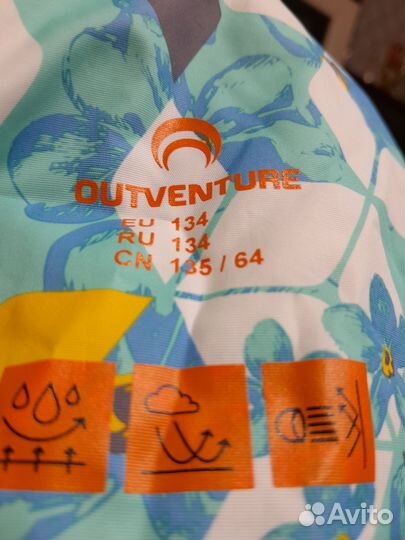 OUTVENTURE
EU 134
RU 134
CN 135 / 64
Avito